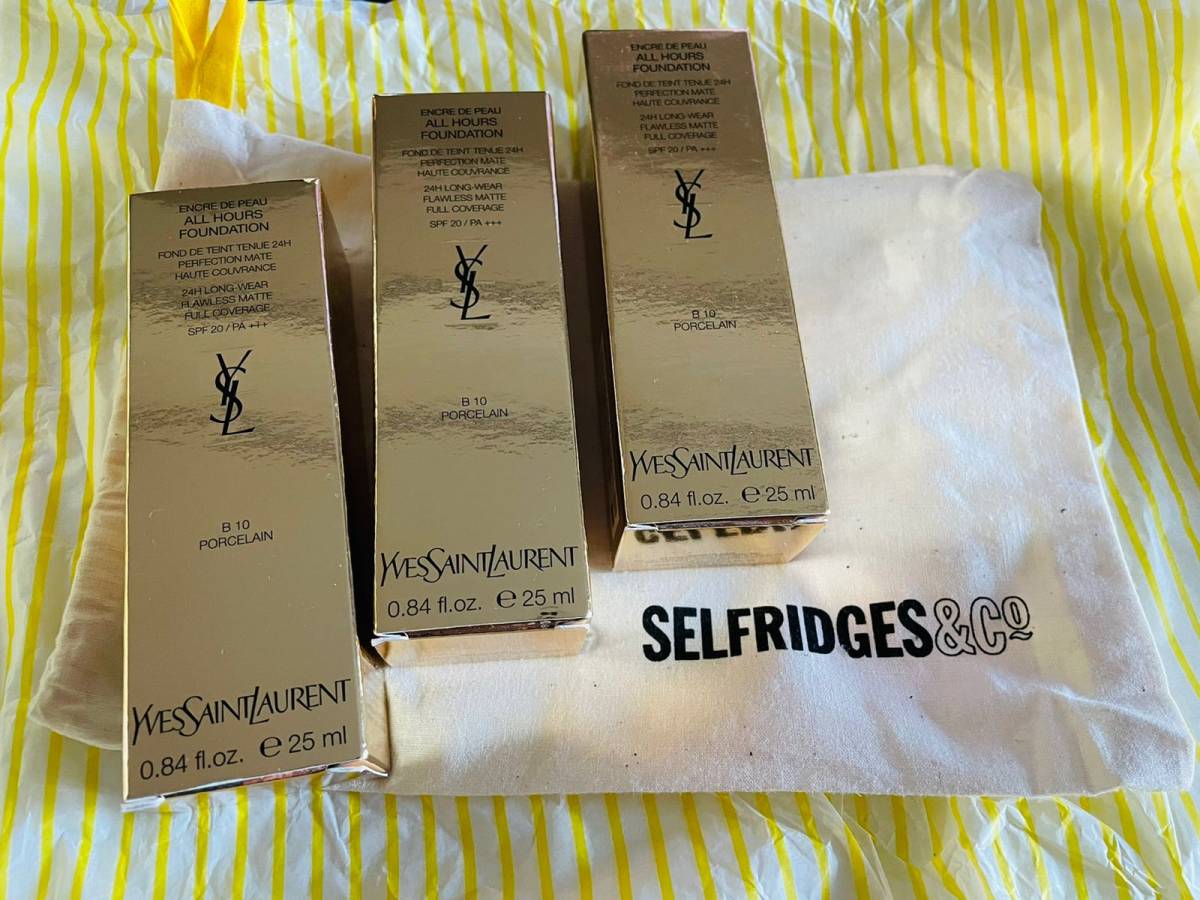 ENCRE DE PEAU
ALL HOURS
FOUNDATION
FOND DE TEINT TENUE 24H
PERFECTION MATE
HAUTE COUVRANCE
24H LONG-WEAR
FLAWLESS MATTE
FULL COVERAGE
SPF 20 / PA +++
YSL
B 10
PORCELAIN
YVESSAINTLAURENT
0.84 fl.oz. e 25 ml
ENCRE DE PEAU
ALL HOURS
FOUNDATION
FOND DE TEINT TENUE 24H
PERFECTION MATE
HAUTE COUVRANCE
24H LONG-WEAR
FLAWLESS MATTE
FULL COVERAGE
SPF 20 / PA +++
YSL
B 10
PORCELAIN
YVESSAINTLAURENT
0.84 fl.oz. e 25 ml
ENCRE DE PEAU
ALL HOURS
FOUNDATION
FOND DE TEINT TENUE 24H
PERFECTION MATE
HAUTE COUVRANCE
24H LONG-WEAR
FLAWLESS MATTE
FULL COVERAGE
SPF 20 / PA +++
YSL
B 10
PORCELAIN
YVESSAINTLAURENT
0.84 fl.oz. e 25 ml
SELFRIDGES&Cº